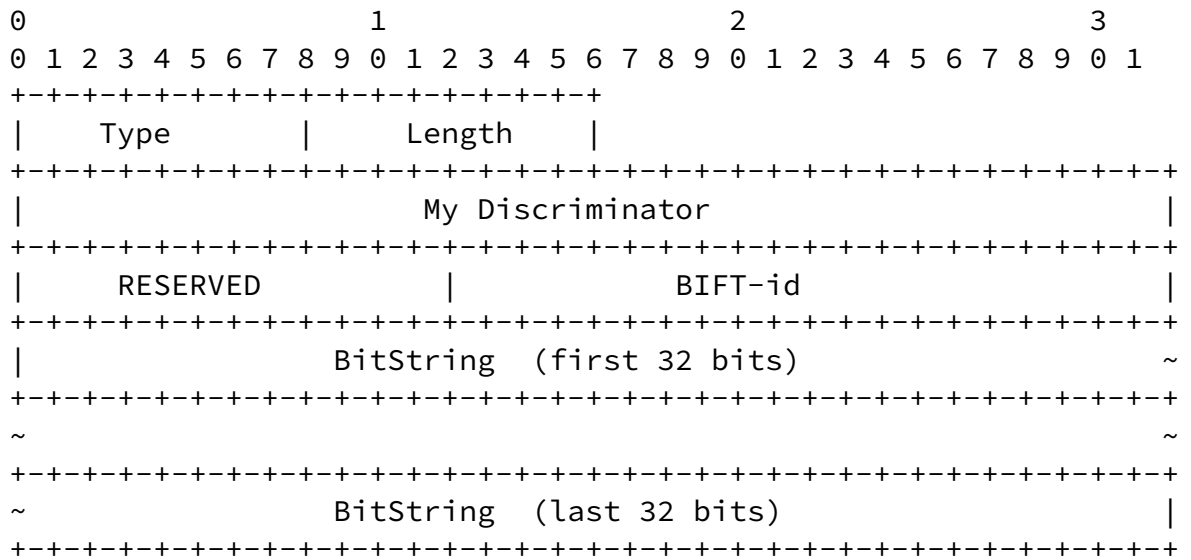 0                   1                   2                   3
0 1 2 3 4 5 6 7 8 9 0 1 2 3 4 5 6 7 8 9 0 1 2 3 4 5 6 7 8 9 0 1
+-+-+-+-+-+-+-+-+-+-+-+-+-+-+-+-+
|    Type       |     Length    |
+-+-+-+-+-+-+-+-+-+-+-+-+-+-+-+-+-+-+-+-+-+-+-+-+-+-+-+-+-+-+-+-+
|                      My Discriminator                         |
+-+-+-+-+-+-+-+-+-+-+-+-+-+-+-+-+-+-+-+-+-+-+-+-+-+-+-+-+-+-+-+-+
|     RESERVED          |            BIFT-id                    |
+-+-+-+-+-+-+-+-+-+-+-+-+-+-+-+-+-+-+-+-+-+-+-+-+-+-+-+-+-+-+-+-+
|                 BitString  (first 32 bits)                    ~
+-+-+-+-+-+-+-+-+-+-+-+-+-+-+-+-+-+-+-+-+-+-+-+-+-+-+-+-+-+-+-+-+
~                                                               ~
+-+-+-+-+-+-+-+-+-+-+-+-+-+-+-+-+-+-+-+-+-+-+-+-+-+-+-+-+-+-+-+-+
~                 BitString  (last 32 bits)                     |
+-+-+-+-+-+-+-+-+-+-+-+-+-+-+-+-+-+-+-+-+-+-+-+-+-+-+-+-+-+-+-+-+